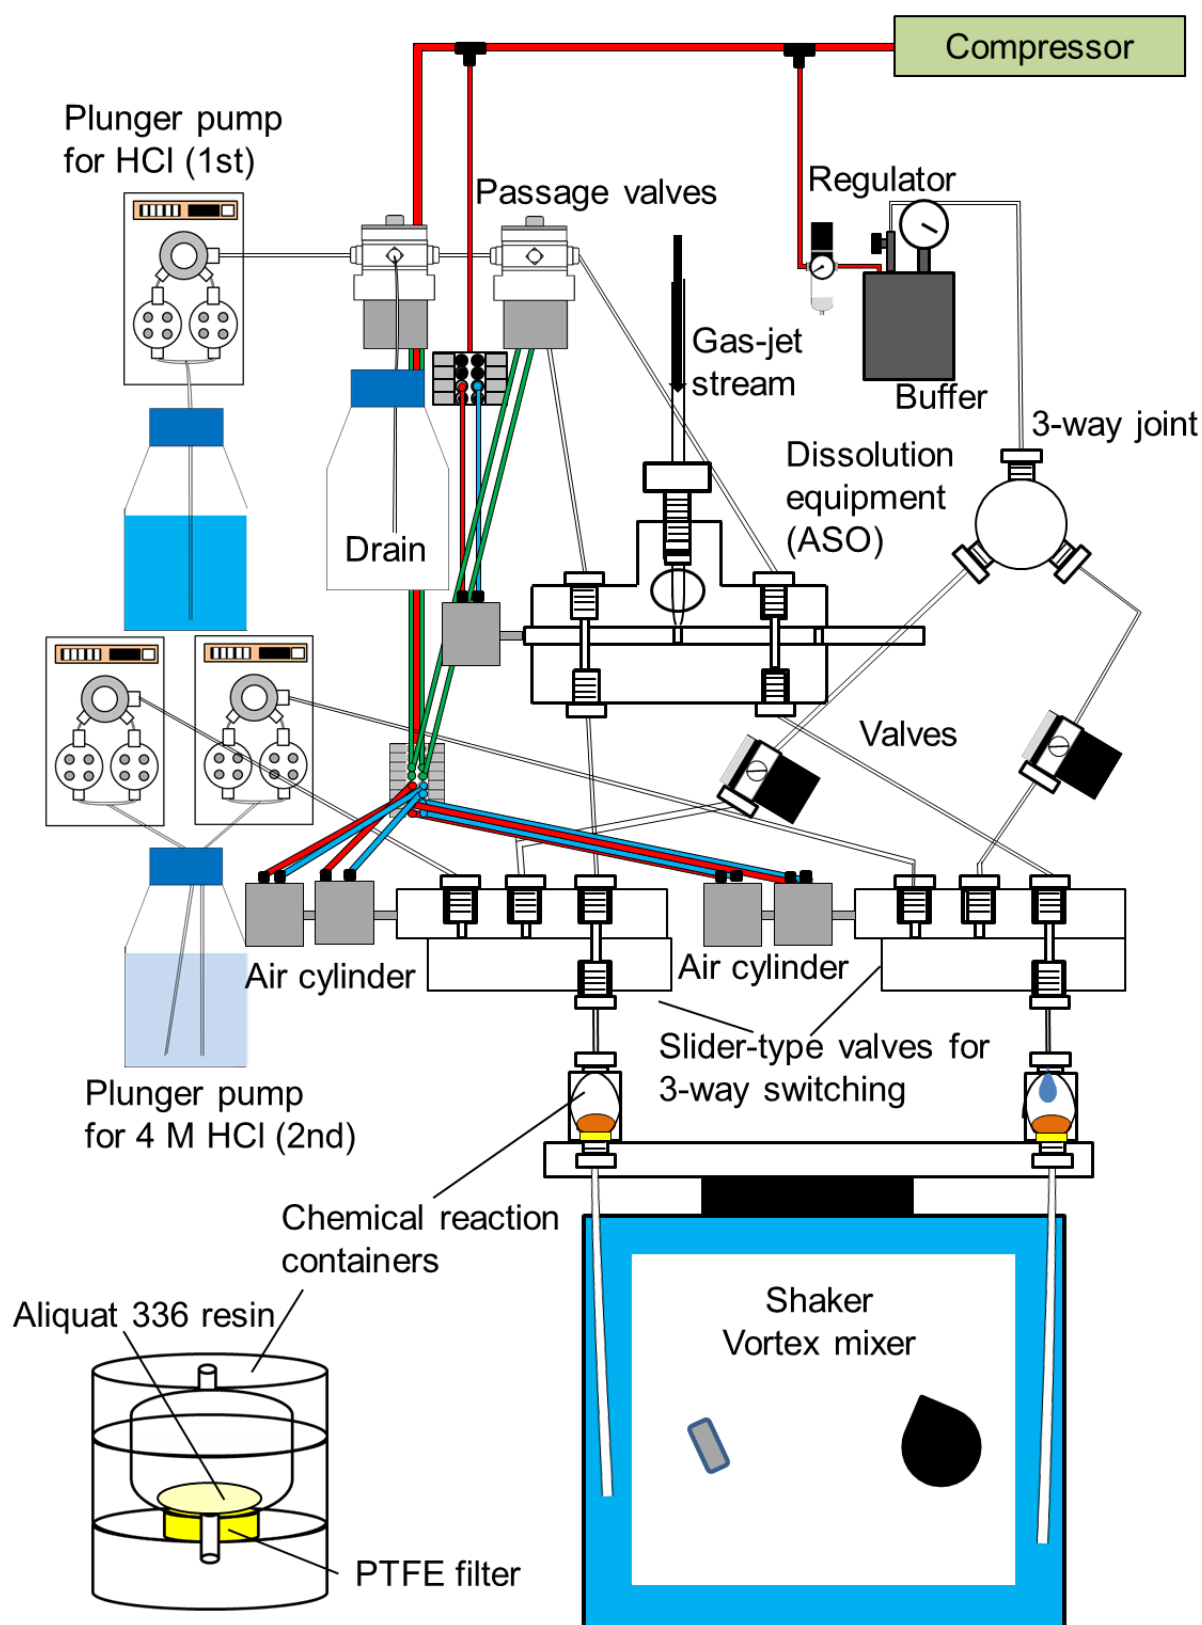 Compressor
Plunger pump
for HCl (1st)
Passage valves
Regulator
Gas-jet
stream
Buffer
3-way joint
Dissolution
equipment
(ASO)
Drain
Valves
Air cylinder
Air cylinder
Slider-type valves for
3-way switching
Plunger pump
for 4 M HCl (2nd)
Chemical reaction
containers
Shaker
Vortex mixer
Aliquat 336 resin
PTFE filter